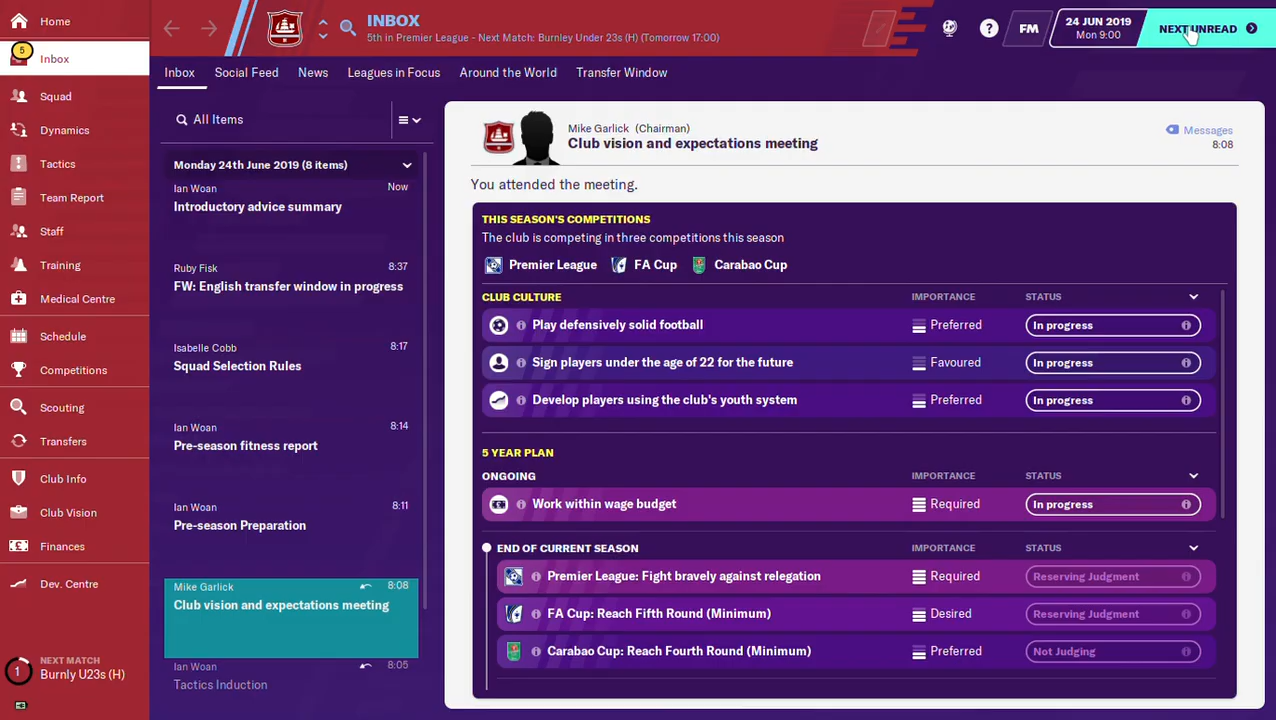 Home
5
Inbox
Squad
Dynamics
Tactics
Team Report
Staff
Training
Medical Centre
Schedule
Competitions
Scouting
Transfers
Club Info
Club Vision
Finances
Dev. Centre
1
NEXT MATCH
Burnly U23s (H)
INBOX
5th in Premier League - Next Match: Burnley Under 23s (H) (Tomorrow 17:00)
?
FM
24 JUN 2019
Mon 9:00
NEXT UNREAD
Inbox Social Feed News Leagues in Focus Around the World Transfer Window
All Items
Monday 24th June 2019 (8 items)
Ian Woan Now
Introductory advice summary
Ruby Fisk 8:37
FW: English transfer window in progress
Isabelle Cobb 8:17
Squad Selection Rules
Ian Woan 8:14
Pre-season fitness report
Ian Woan 8:11
Pre-season Preparation
Mike Garlick 8:08
Club vision and expectations meeting
Ian Woan 8:05
Tactics Induction
Mike Garlick (Chairman)
Club vision and expectations meeting
Messages
8:08
You attended the meeting.
THIS SEASON'S COMPETITIONS
The club is competing in three competitions this season
Premier League FA Cup Carabao Cup
CLUB CULTURE IMPORTANCE STATUS
Play defensively solid football Preferred In progress
Sign players under the age of 22 for the future Favoured In progress
Develop players using the club's youth system Preferred In progress
5 YEAR PLAN
ONGOING IMPORTANCE STATUS
Work within wage budget Required In progress
END OF CURRENT SEASON IMPORTANCE STATUS
Premier League: Fight bravely against relegation Required Reserving Judgment
FA Cup: Reach Fifth Round (Minimum) Desired Reserving Judgment
Carabao Cup: Reach Fourth Round (Minimum) Preferred Not Judging